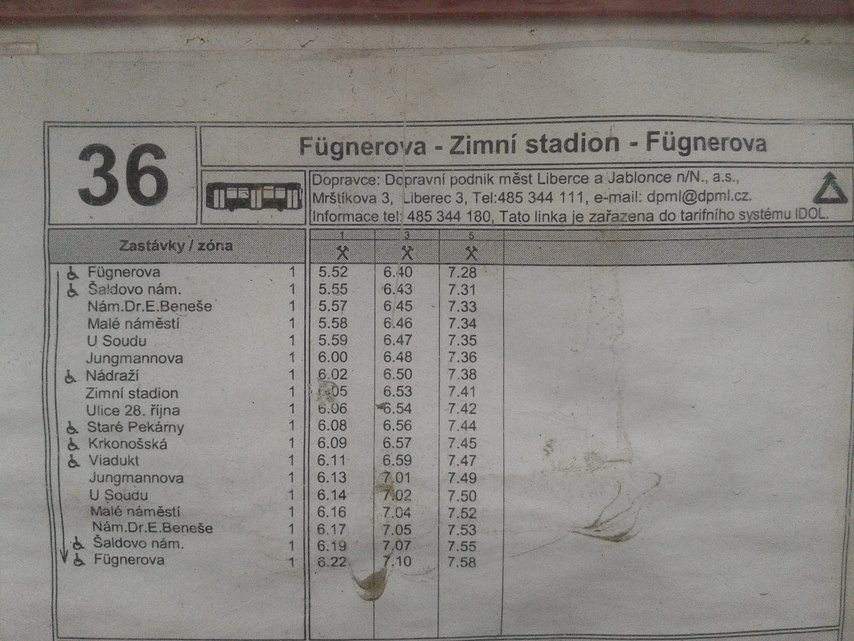 36
Fügnerova - Zimní stadion - Fügnerova
Dopravce: Dopravní podnik měst Liberce a Jablonce n/N., a.s.,
Mrštíkova 3, Liberec 3, Tel:485 344 111, e-mail: dpml@dpml.cz.
Informace tel: 485 344 180, Tato linka je zařazena do tarifního systému IDOL.
Zastávky / zóna 1 3 5
Fügnerova 1 5.52 6.40 7.28
Šaldovo nám. 1 5.55 6.43 7.31
Nám.Dr.E.Beneše 1 5.57 6.45 7.33
Malé náměstí 1 5.58 6.46 7.34
U Soudu 1 5.59 6.47 7.35
Jungmannova 1 6.00 6.48 7.36
Nádraží 1 6.02 6.50 7.38
Zimní stadion 1 6.05 6.53 7.41
Ulice 28. října 1 6.06 6.54 7.42
Staré Pekárny 1 6.08 6.56 7.44
Krkonošská 1 6.09 6.57 7.45
Viadukt 1 6.11 6.59 7.47
Jungmannova 1 6.13 7.01 7.49
U Soudu 1 6.14 7.02 7.50
Malé náměstí 1 6.16 7.04 7.52
Nám.Dr.E.Beneše 1 6.17 7.05 7.53
Šaldovo nám. 1 6.19 7.07 7.55
Fügnerova 1 6.22 7.10 7.58